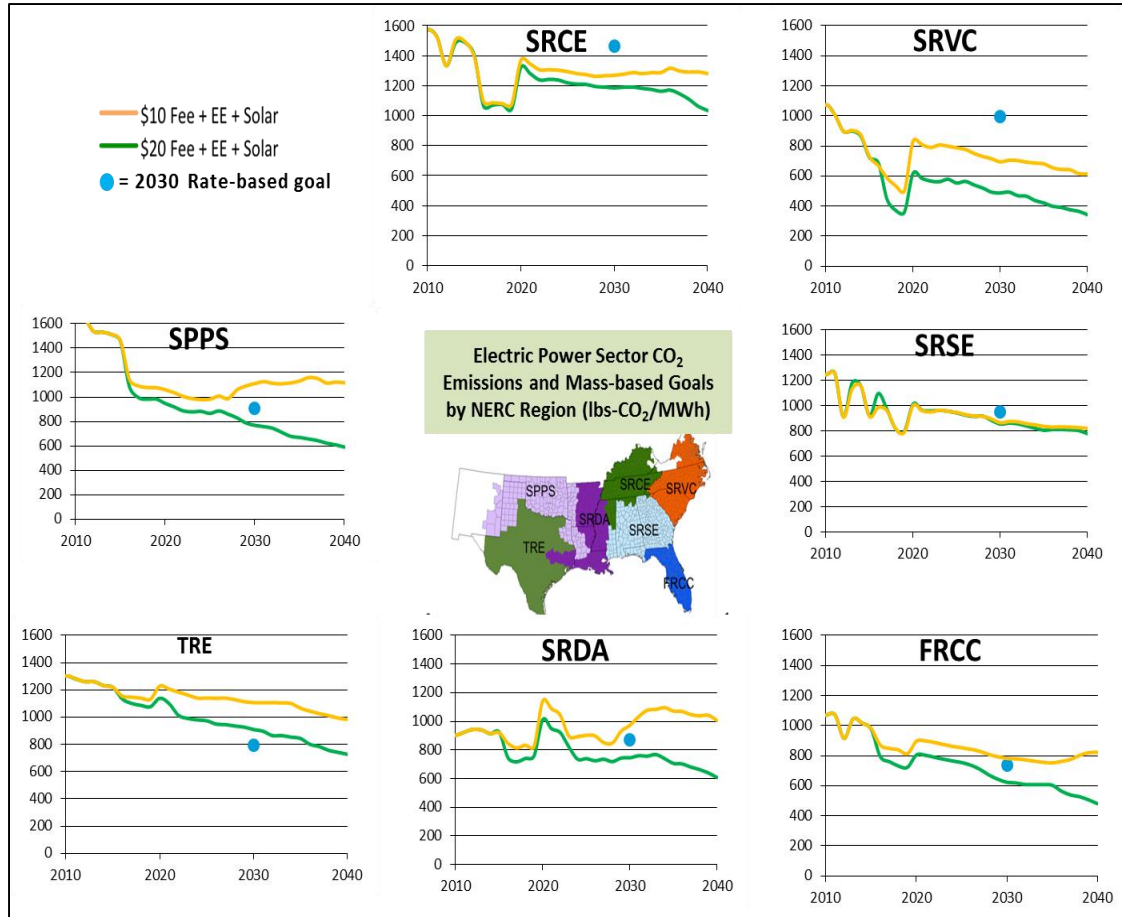 SRCE
1600
1400
1200
1000
800
600
400
200
0
2010 2020 2030 2040
SRVC
1600
1400
1200
1000
800
600
400
200
0
2010 2020 2030 2040
$10 Fee + EE + Solar
$20 Fee + EE + Solar
= 2030 Rate-based goal
SPPS
1600
1400
1200
1000
800
600
400
200
0
2010 2020 2030 2040
Electric Power Sector CO₂
Emissions and Mass-based Goals
by NERC Region (lbs-CO₂/MWh)
SPPS
SRCE
SRVC
SRDA
SRSE
TRE
FRCC
SRSE
1600
1400
1200
1000
800
600
400
200
0
2010 2020 2030 2040
TRE
1600
1400
1200
1000
800
600
400
200
0
2010 2020 2030 2040
SRDA
1600
1400
1200
1000
800
600
400
200
0
2010 2020 2030 2040
FRCC
1600
1400
1200
1000
800
600
400
200
0
2010 2020 2030 2040